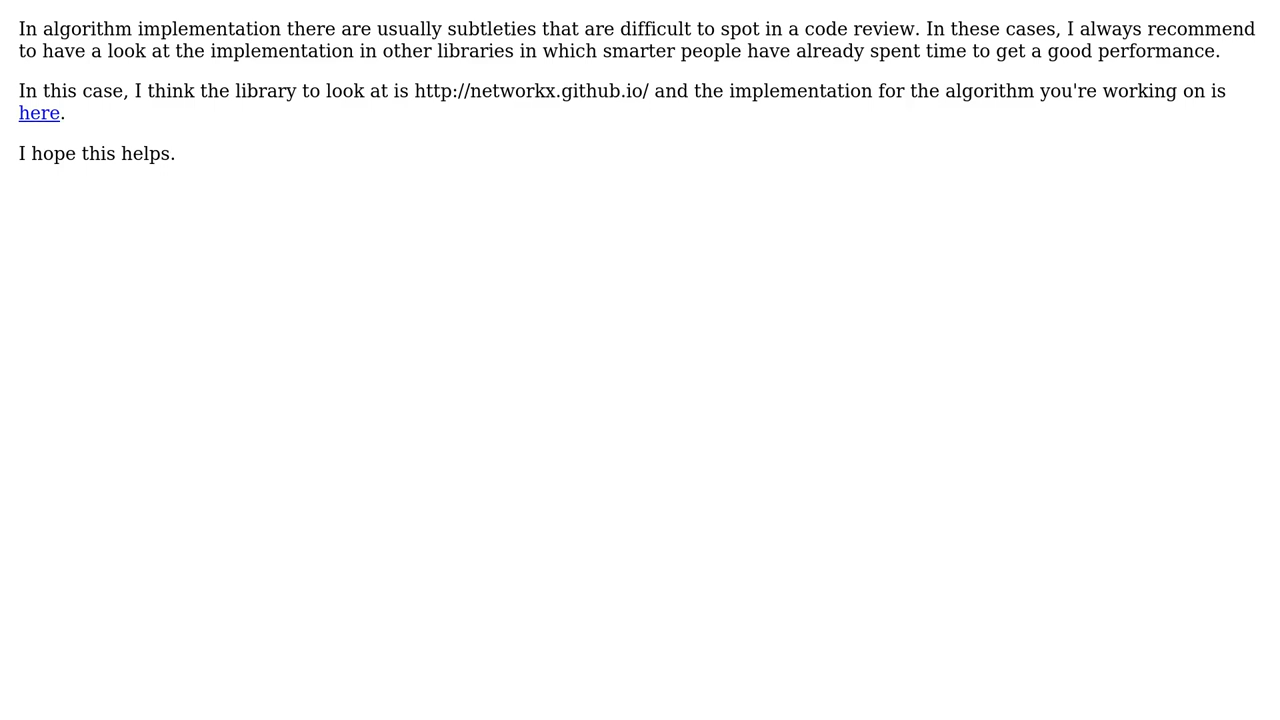 In algorithm implementation there are usually subtleties that are difficult to spot in a code review. In these cases, I always recommend
to have a look at the implementation in other libraries in which smarter people have already spent time to get a good performance.
In this case, I think the library to look at is http://networkx.github.io/ and the implementation for the algorithm you're working on is
here.
I hope this helps.